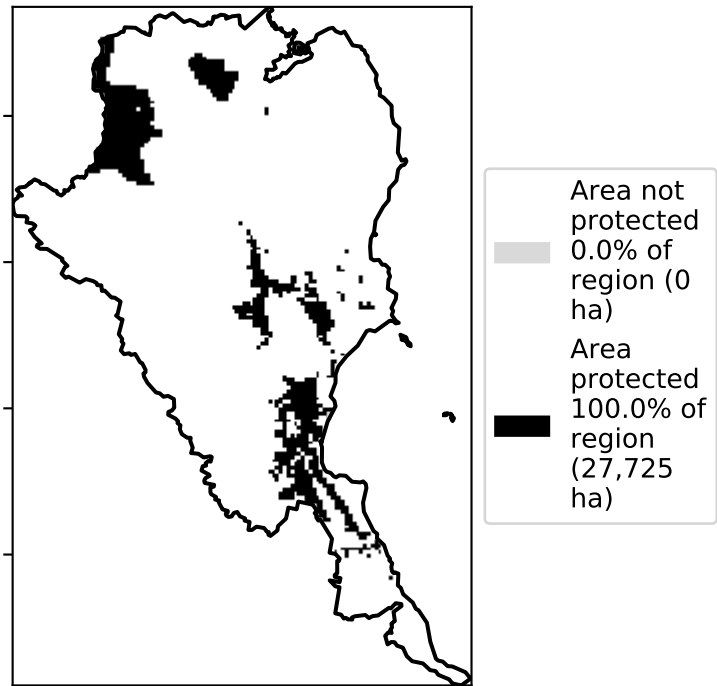 Area not
protected
0.0% of
region (0
ha)
Area
protected
100.0% of
region
(27,725
ha)